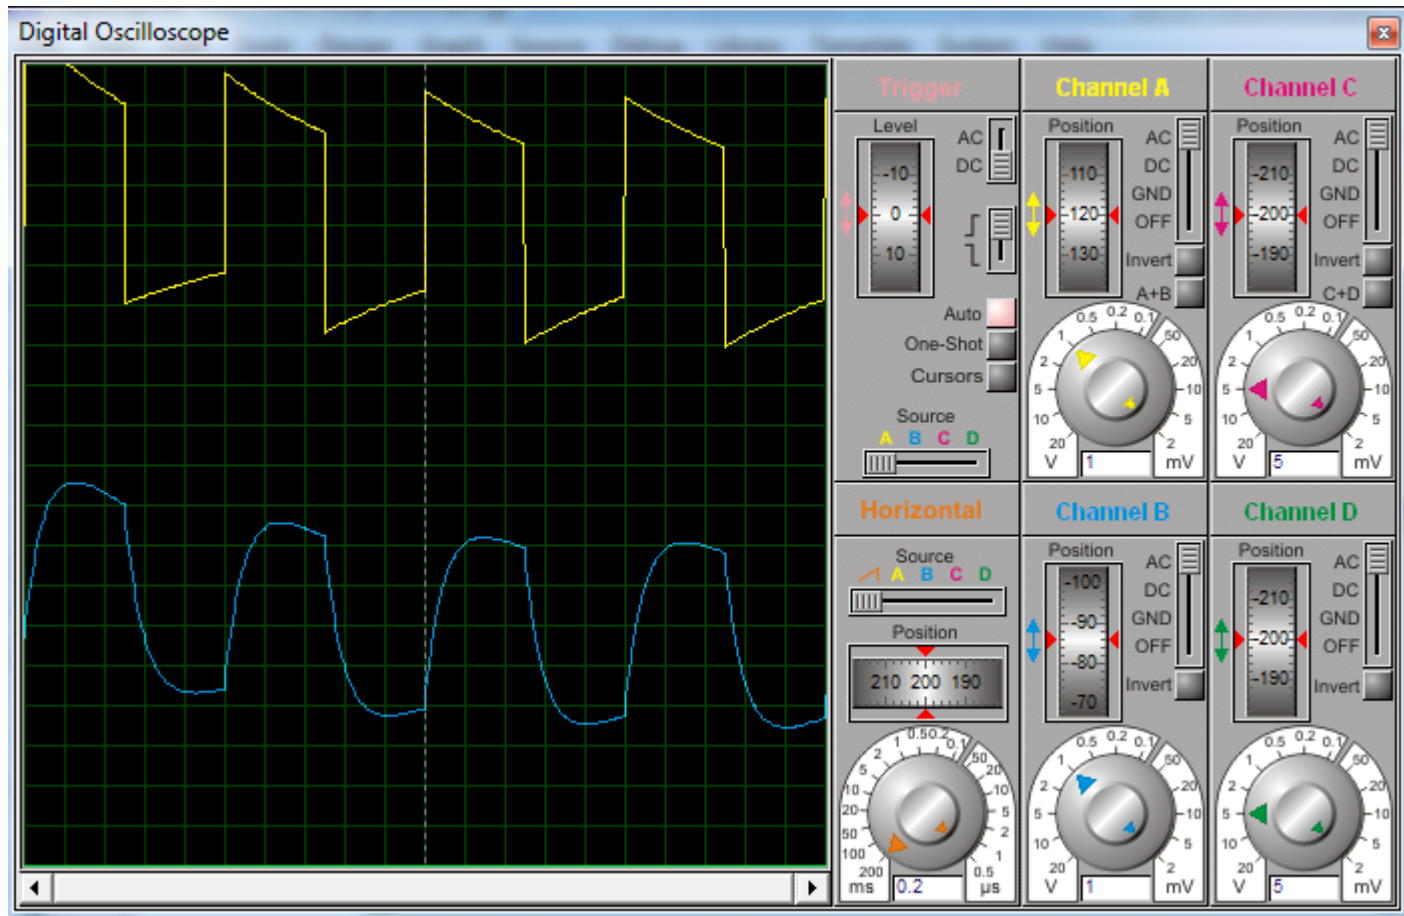 Digital Oscilloscope
Trigger
Level
AC
DC
-10
0
10
Auto
One-Shot
Cursors
Source
A B C D
Channel A
Position
AC
DC
GND
OFF
-110
-120
-130
Invert
A+B
20 10 5 2 1 0.5 0.2 0.1 50 20 10 5 2
V 1 mV
Channel C
Position
AC
DC
GND
OFF
-210
-200
-190
Invert
C+D
20 10 5 2 1 0.5 0.2 0.1 50 20 10 5 2
V 5 mV
Horizontal
Source
A B C D
Position
210 200 190
200 100 50 20 10 5 2 1 0.5 0.2 0.1 50 20 10 5 2 1 0.5
ms 0.2 µs
Channel B
Position
AC
DC
GND
OFF
-100
-90
-80
-70
Invert
20 10 5 2 1 0.5 0.2 0.1 50 20 10 5 2
V 1 mV
Channel D
Position
AC
DC
GND
OFF
-210
-200
-190
Invert
20 10 5 2 1 0.5 0.2 0.1 50 20 10 5 2
V 5 mV